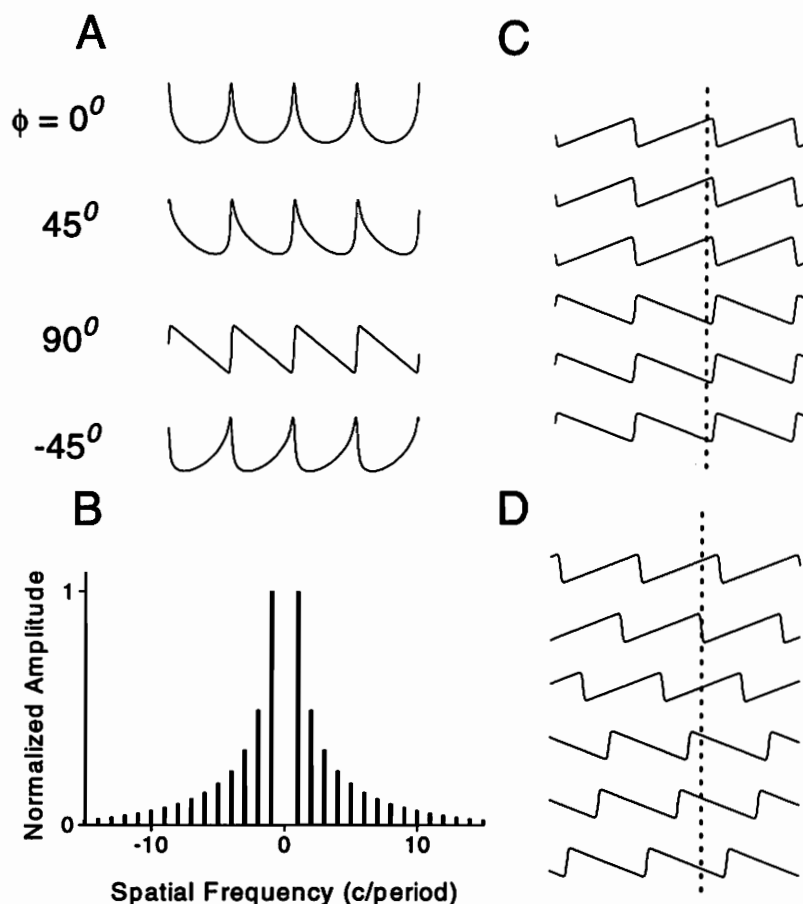 A
C
ϕ = 0⁰
45⁰
90⁰
-45⁰
B
D
Normalized Amplitude
1
0
-10 0 10
Spatial Frequency (c/period)